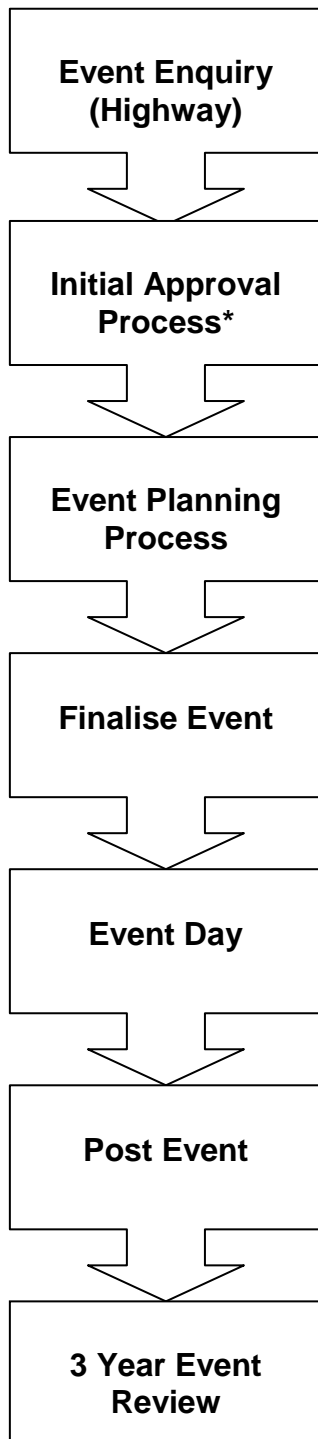 Event Enquiry
(Highway)
Initial Approval
Process*
Event Planning
Process
Finalise Event
Event Day
Post Event
3 Year Event
Review